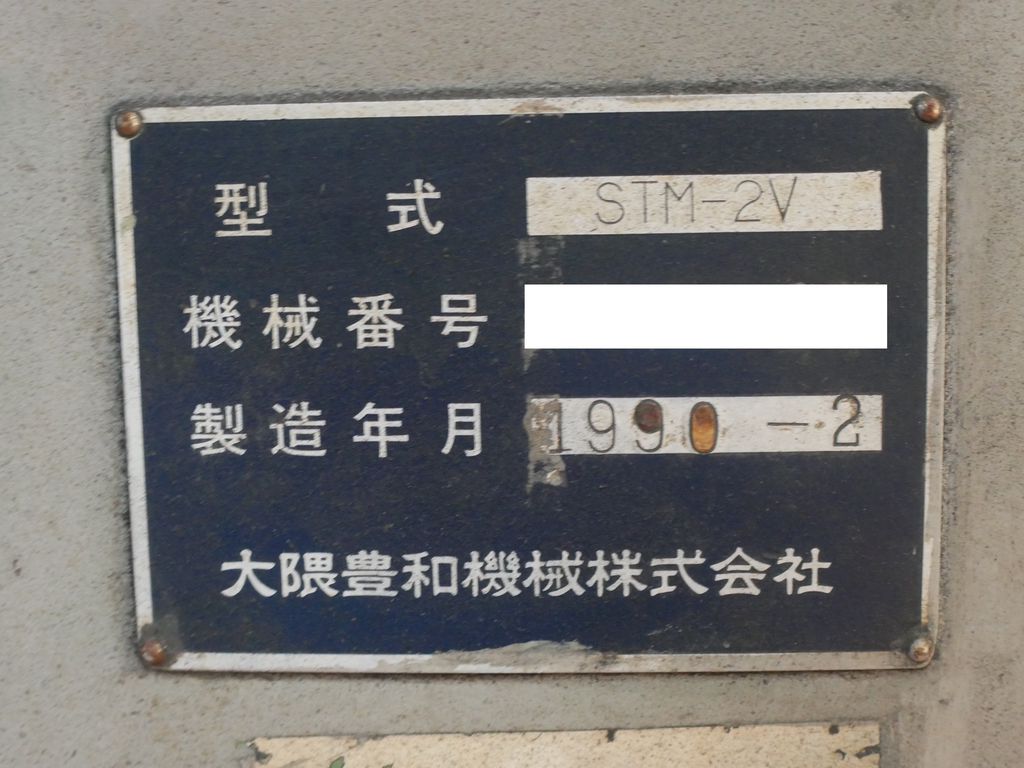 型式 STM-2V
機械番号
製造年月 1990-2
大隈豊和機械株式会社